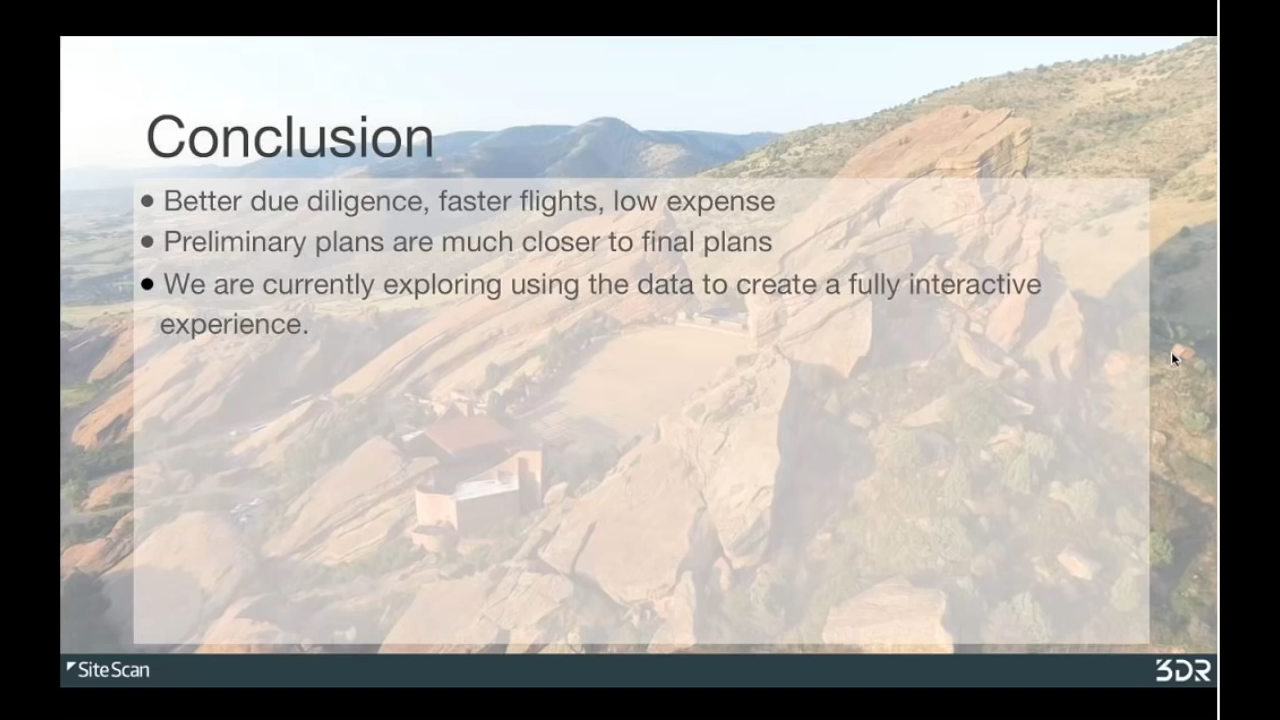 Conclusion
• Better due diligence, faster flights, low expense
• Preliminary plans are much closer to final plans
• We are currently exploring using the data to create a fully interactive
experience.
SiteScan
3DR